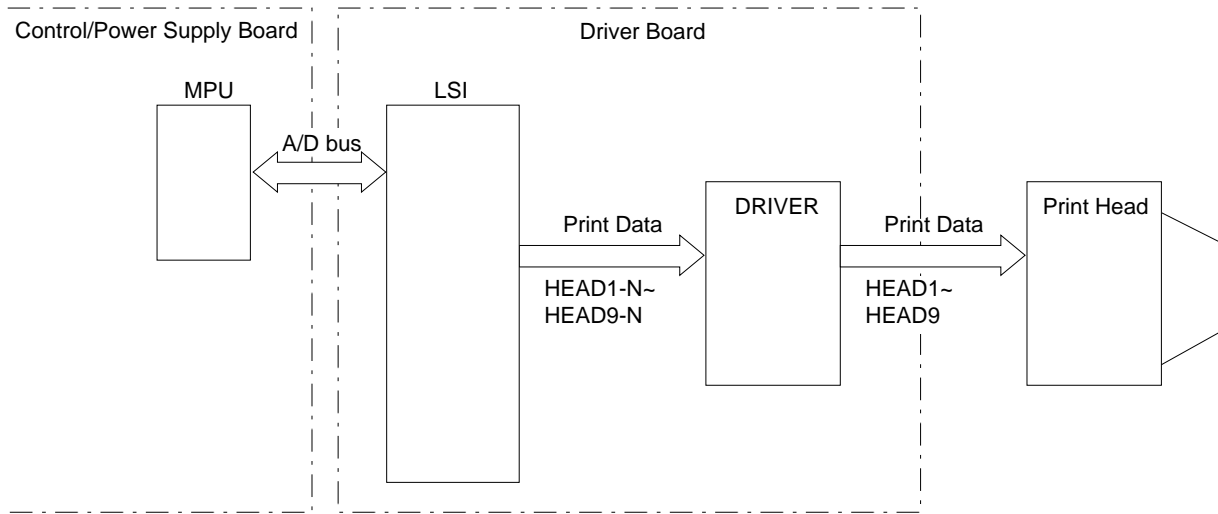 Control/Power Supply Board
Driver Board
MPU
LSI
A/D bus
DRIVER
Print Head
Print Data
Print Data
HEAD1-N~
HEAD9-N
HEAD1~
HEAD9